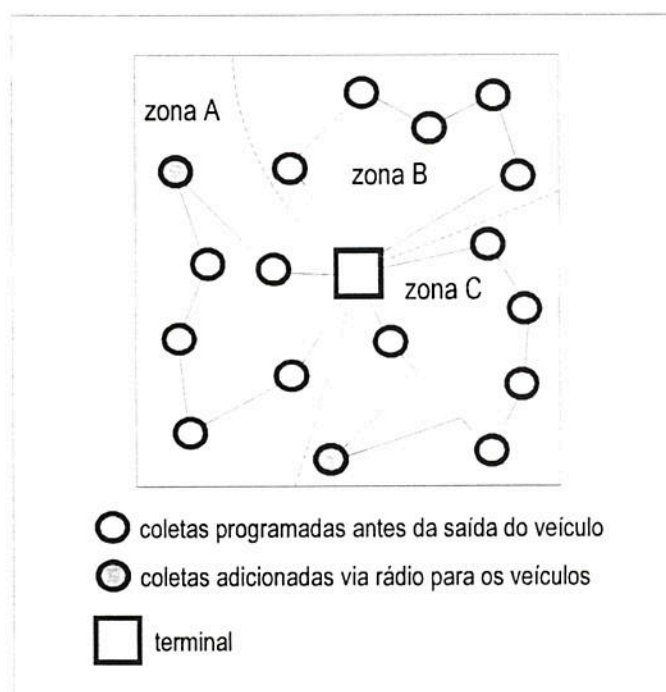 zona A
zona B
zona C
coletas programadas antes da saída do veículo
coletas adicionadas via rádio para os veículos
terminal